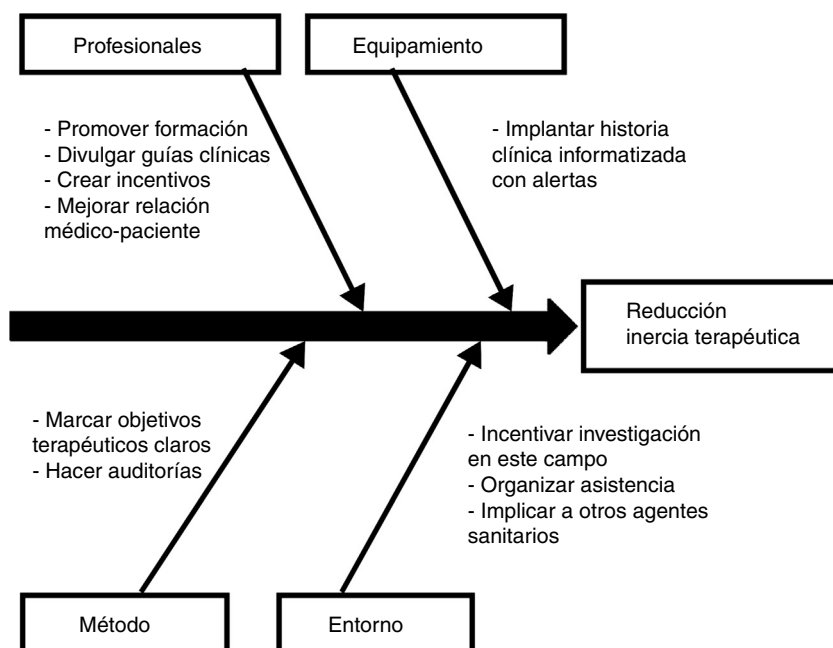 Profesionales
Equipamiento
- Promover formación
- Divulgar guías clínicas
- Crear incentivos
- Mejorar relación
médico-paciente
- Implantar historia
clínica informatizada
con alertas
Reducción
inercia terapéutica
- Marcar objetivos
terapéuticos claros
- Hacer auditorías
- Incentivar investigación
en este campo
- Organizar asistencia
- Implicar a otros agentes
sanitarios
Método
Entorno